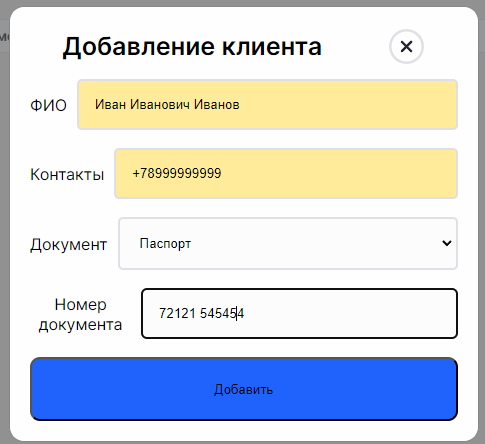 Добавление клиента
ФИО Иван Иванович Иванов
Контакты +78999999999
Документ Паспорт
Номер
документа 72121 545454
Добавить